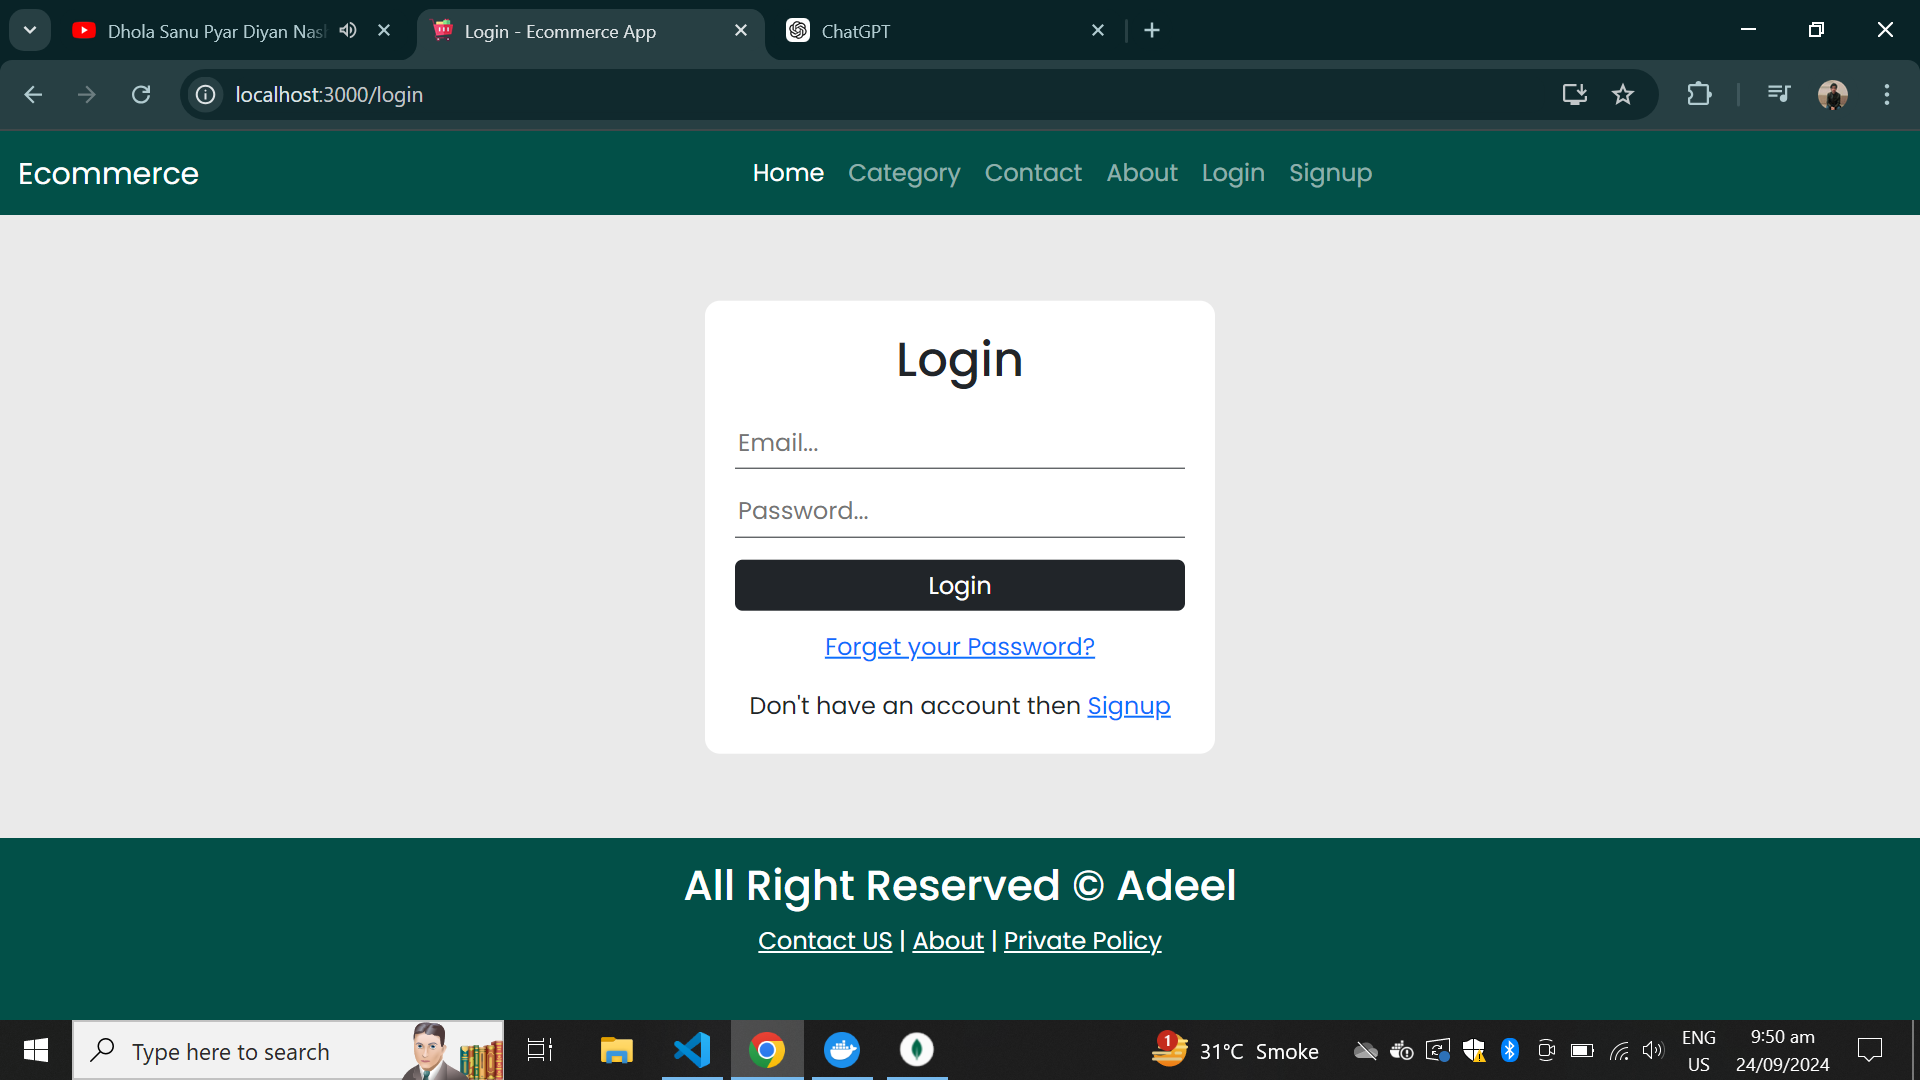 Dhola Sanu Pyar Diyan Nash
Login - Ecommerce App
ChatGPT
localhost:3000/login
Ecommerce
Home Category Contact About Login Signup
Login
Email...
Password...
Login
Forget your Password?
Don't have an account then Signup
All Right Reserved © Adeel
Contact US | About | Private Policy
Type here to search
1
31°C Smoke
ENG
US
9:50 am
24/09/2024